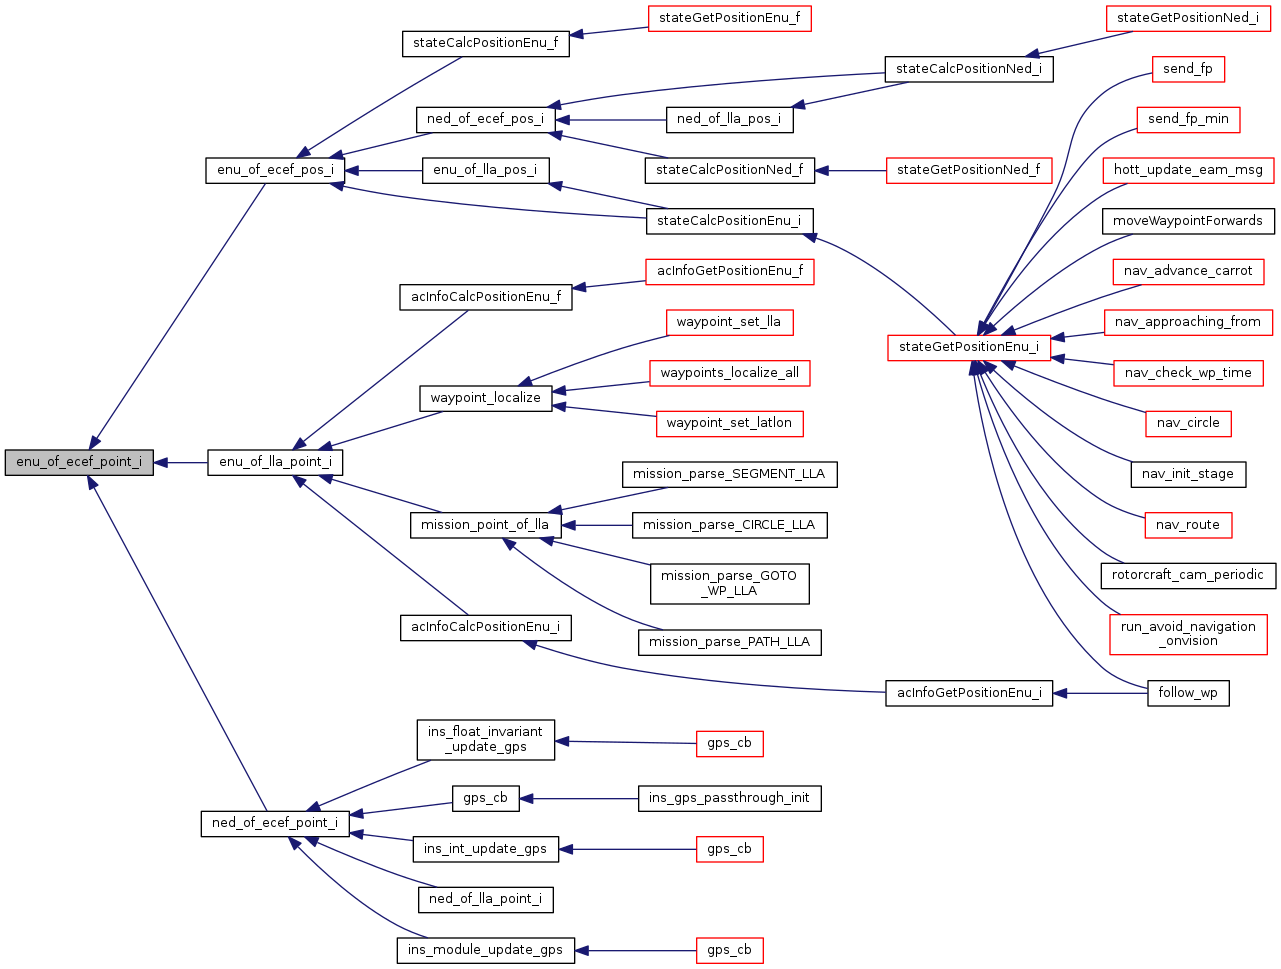 stateGetPositionEnu_f
stateGetPositionNed_i
stateCalcPositionEnu_f
stateCalcPositionNed_i
send_fp
ned_of_ecef_pos_i
ned_of_lla_pos_i
send_fp_min
enu_of_ecef_pos_i
enu_of_lla_pos_i
stateCalcPositionNed_f
stateGetPositionNed_f
hott_update_eam_msg
stateCalcPositionEnu_i
moveWaypointForwards
acInfoCalcPositionEnu_f
acInfoGetPositionEnu_f
nav_advance_carrot
waypoint_set_lla
nav_approaching_from
stateGetPositionEnu_i
waypoints_localize_all
nav_check_wp_time
waypoint_localize
waypoint_set_latlon
nav_circle
enu_of_ecef_point_i
enu_of_lla_point_i
mission_parse_SEGMENT_LLA
nav_init_stage
mission_point_of_lla
mission_parse_CIRCLE_LLA
nav_route
mission_parse_GOTO
_WP_LLA
rotorcraft_cam_periodic
acInfoCalcPositionEnu_i
mission_parse_PATH_LLA
run_avoid_navigation
_onvision
acInfoGetPositionEnu_i
follow_wp
ins_float_invariant
_update_gps
gps_cb
gps_cb
ins_gps_passthrough_init
ned_of_ecef_point_i
ins_int_update_gps
gps_cb
ned_of_lla_point_i
ins_module_update_gps
gps_cb